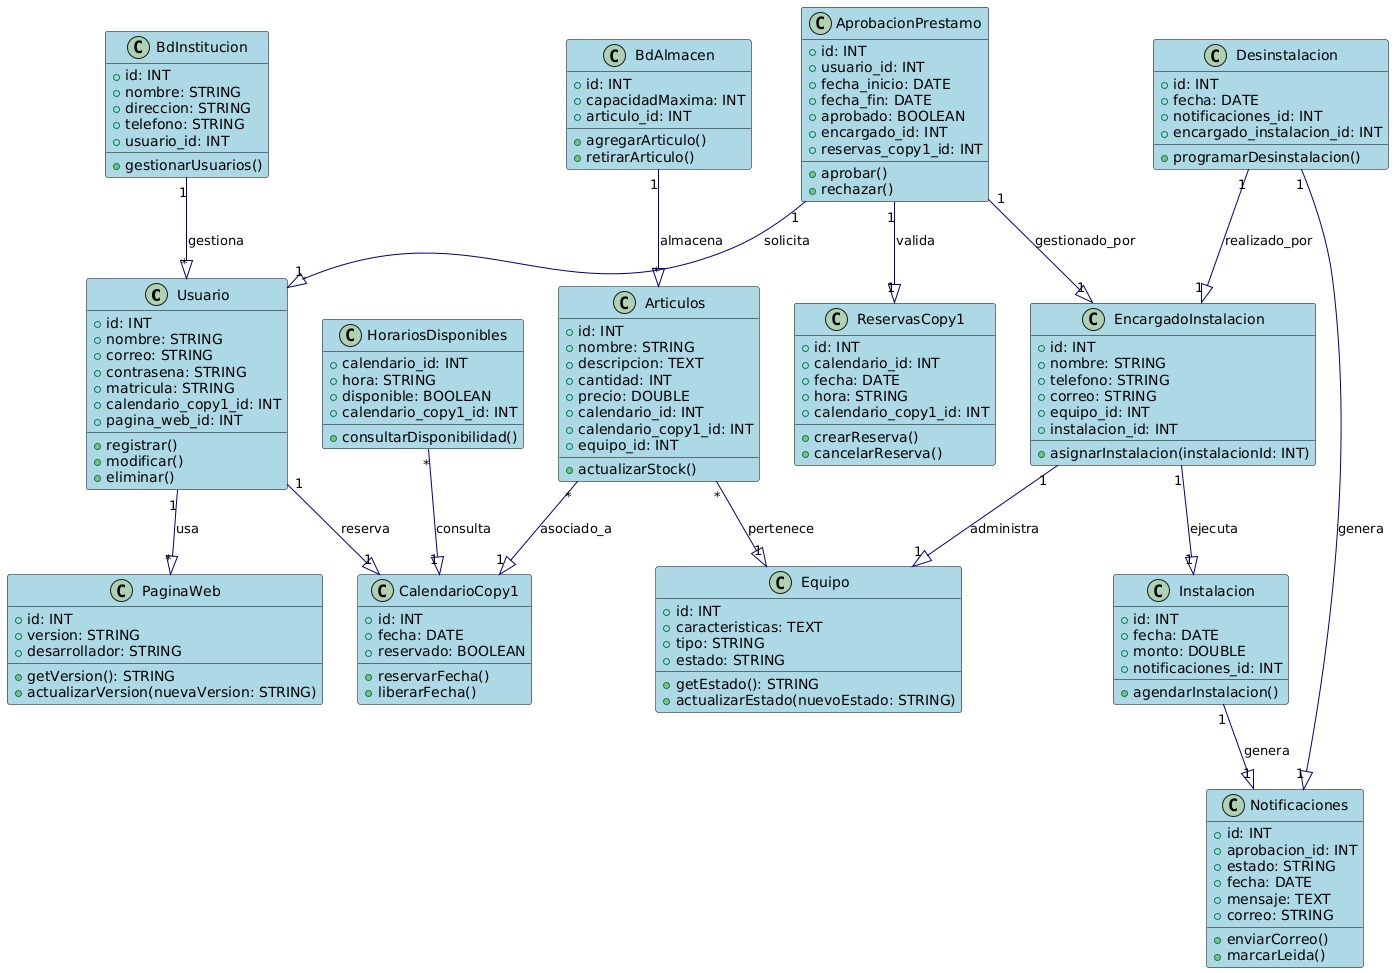 BdInstitucion
id: INT
nombre: STRING
direccion: STRING
telefono: STRING
usuario_id: INT
gestionarUsuarios()
BdAlmacen
id: INT
capacidadMaxima: INT
articulo_id: INT
agregarArticulo()
retirarArticulo()
AprobacionPrestamo
id: INT
usuario_id: INT
fecha_inicio: DATE
fecha_fin: DATE
aprobado: BOOLEAN
encargado_id: INT
reservas_copy1_id: INT
aprobar()
rechazar()
Desinstalacion
id: INT
fecha: DATE
notificaciones_id: INT
encargado_instalacion_id: INT
programarDesinstalacion()
1
gestiona
*
1
almacena
*
1
solicita
1
1
valida
1
1
gestionado_por
1
1
realizado_por
1
1
genera
1
Usuario
id: INT
nombre: STRING
correo: STRING
contrasena: STRING
matricula: STRING
calendario_copy1_id: INT
pagina_web_id: INT
registrar()
modificar()
eliminar()
HorariosDisponibles
calendario_id: INT
hora: STRING
disponible: BOOLEAN
calendario_copy1_id: INT
consultarDisponibilidad()
Articulos
id: INT
nombre: STRING
descripcion: TEXT
cantidad: INT
precio: DOUBLE
calendario_id: INT
calendario_copy1_id: INT
equipo_id: INT
actualizarStock()
ReservasCopy1
id: INT
calendario_id: INT
fecha: DATE
hora: STRING
calendario_copy1_id: INT
crearReserva()
cancelarReserva()
EncargadoInstalacion
id: INT
nombre: STRING
telefono: STRING
correo: STRING
equipo_id: INT
instalacion_id: INT
asignarInstalacion(instalacionId: INT)
1
usa
*
1
reserva
1
*
consulta
1
*
asociado_a
1
*
pertenece
1
1
administra
1
1
ejecuta
1
PaginaWeb
id: INT
version: STRING
desarrollador: STRING
getVersion(): STRING
actualizarVersion(nuevaVersion: STRING)
CalendarioCopy1
id: INT
fecha: DATE
reservado: BOOLEAN
reservarFecha()
liberarFecha()
Equipo
id: INT
caracteristicas: TEXT
tipo: STRING
estado: STRING
getEstado(): STRING
actualizarEstado(nuevoEstado: STRING)
Instalacion
id: INT
fecha: DATE
monto: DOUBLE
notificaciones_id: INT
agendarInstalacion()
1
genera
1
Notificaciones
id: INT
aprobacion_id: INT
estado: STRING
fecha: DATE
mensaje: TEXT
correo: STRING
enviarCorreo()
marcarLeida()